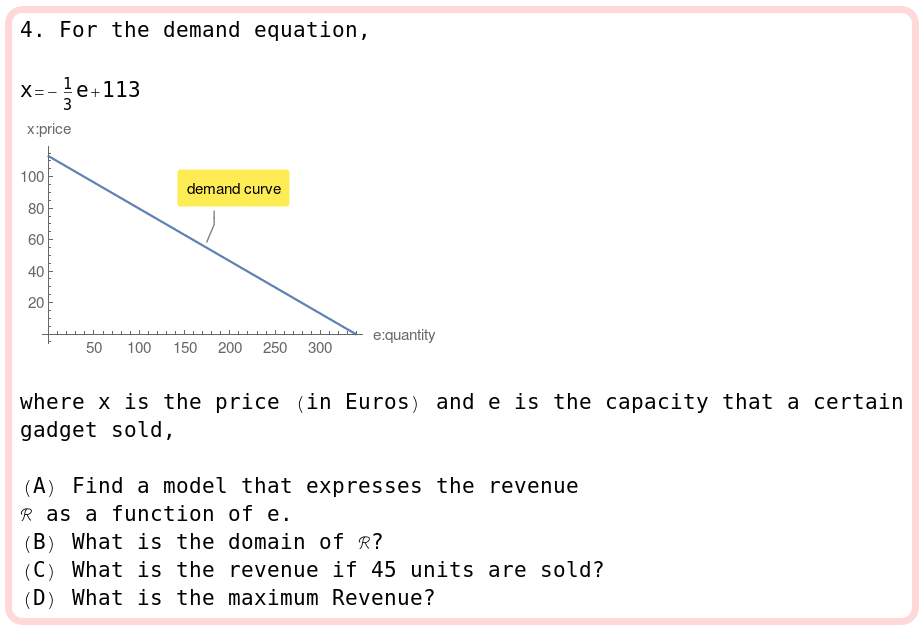 4. For the demand equation,
x=- 1/3 e+113
x:price
demand curve
100
80
60
40
20
50 100 150 200 250 300
e:quantity
where x is the price (in Euros) and e is the capacity that a certain
gadget sold,
(A) Find a model that expresses the revenue
ℛ as a function of e.
(B) What is the domain of ℛ?
(C) What is the revenue if 45 units are sold?
(D) What is the maximum Revenue?